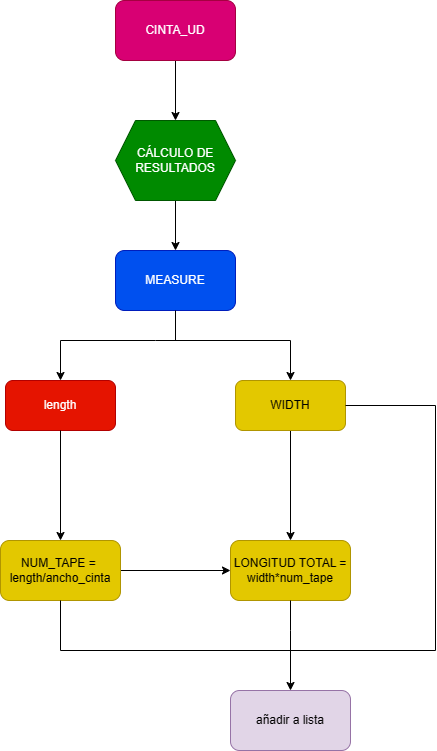 CINTA_UD
CÁLCULO DE
RESULTADOS
MEASURE
length
WIDTH
NUM_TAPE =
length/ancho_cinta
LONGITUD TOTAL =
width*num_tape
añadir a lista